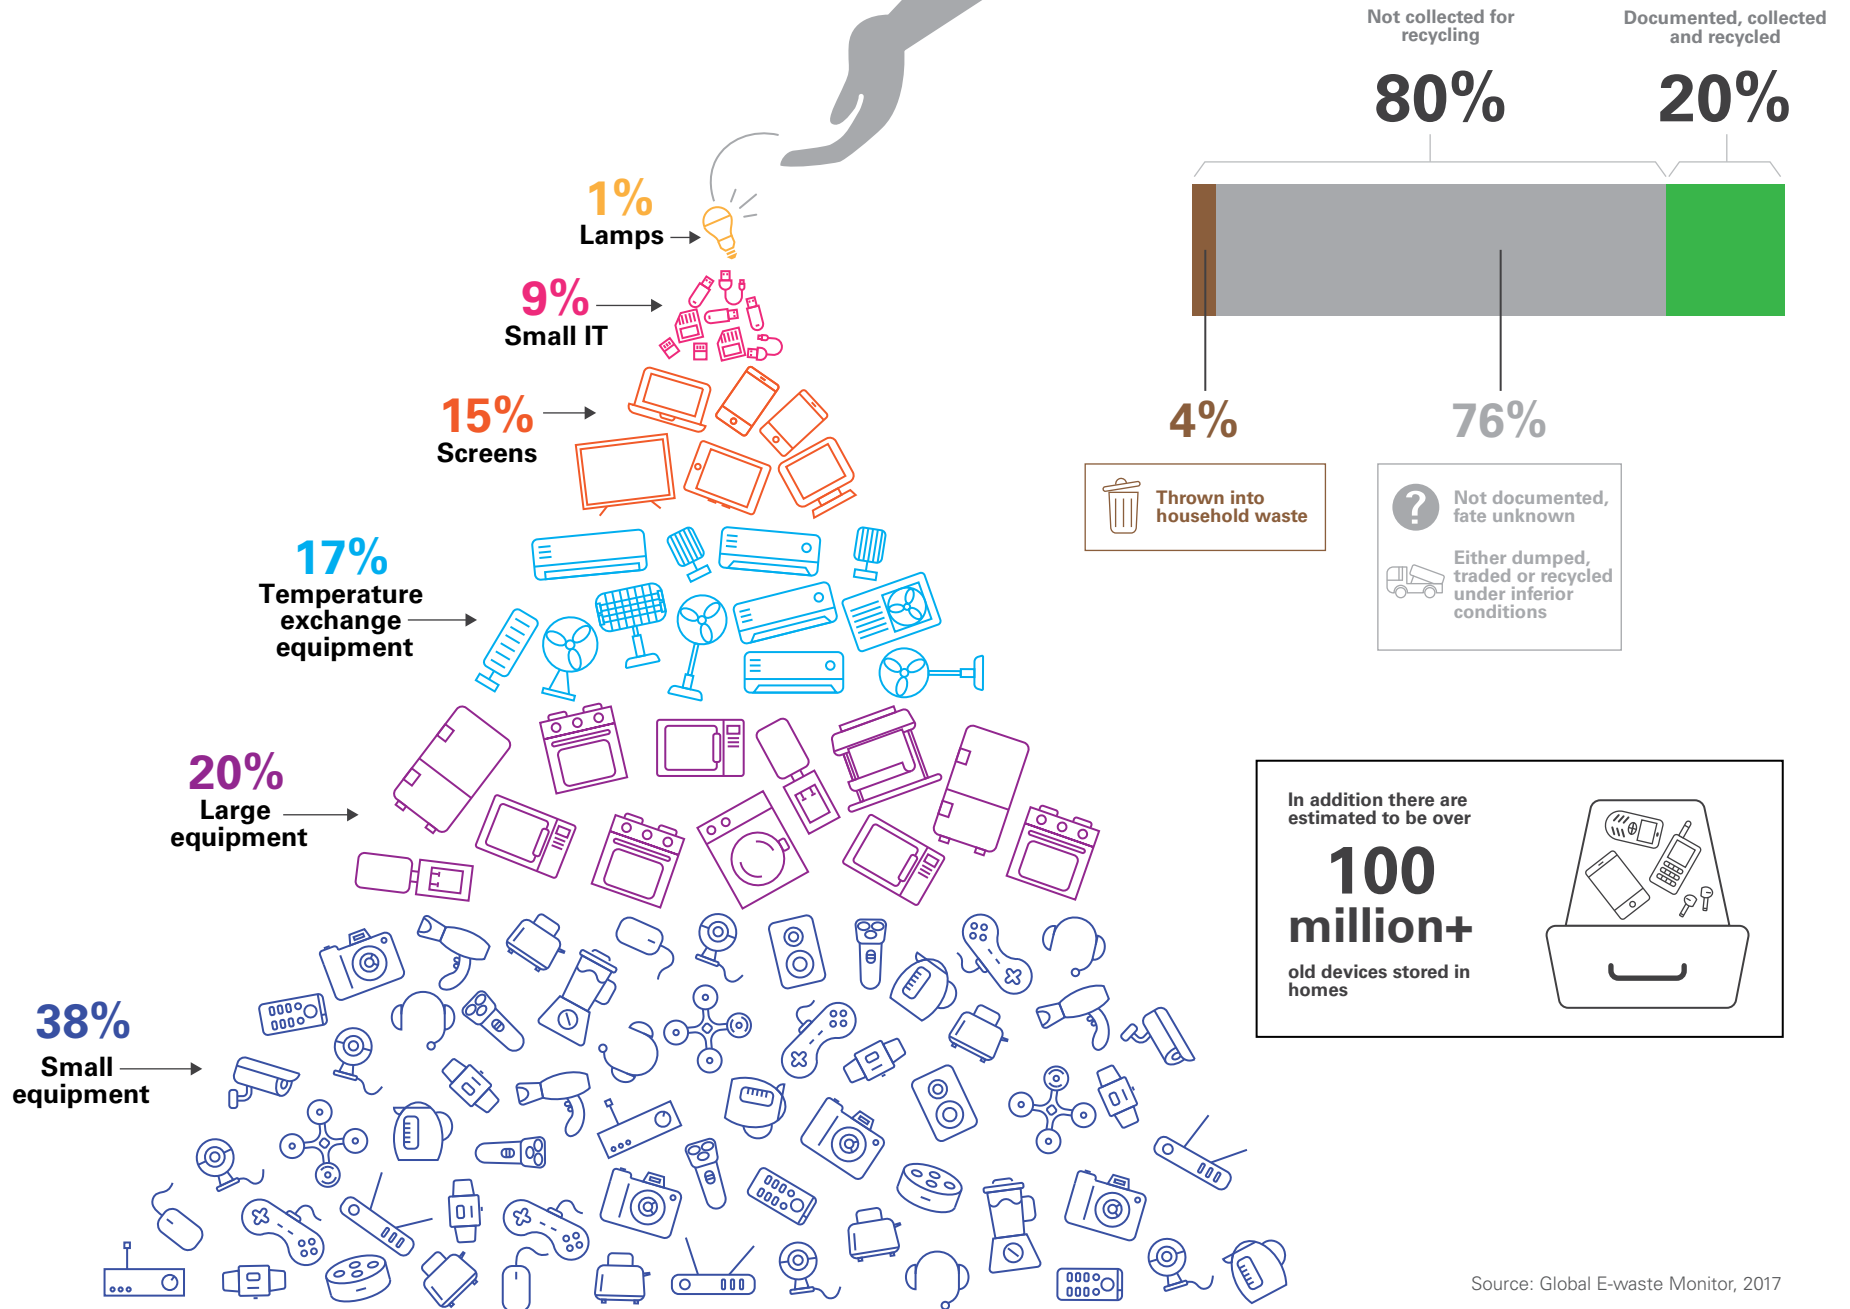 Not collected for
recycling
80%
Documented, collected
and recycled
20%
1%
Lamps
9%
Small IT
15%
Screens
17%
Temperature
exchange
equipment
20%
Large
equipment
38%
Small
equipment
4%
Thrown into
household waste
76%
?
Not documented,
fate unknown
Either dumped,
traded or recycled
under inferior
conditions
In addition there are
estimated to be over
100
million+
old devices stored in
homes
Source: Global E-waste Monitor, 2017